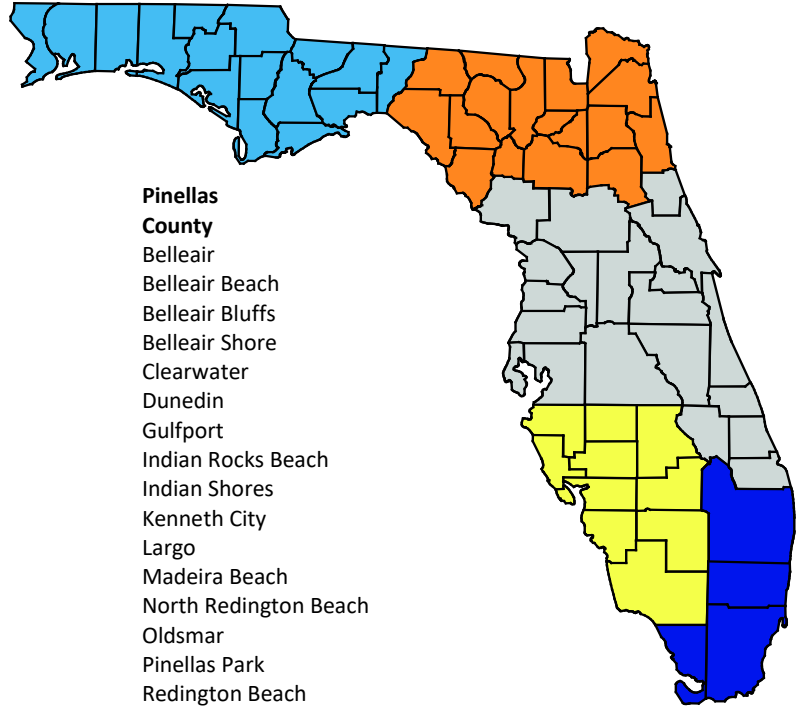 Pinellas
County
Belleair
Belleair Beach
Belleair Bluffs
Belleair Shore
Clearwater
Dunedin
Gulfport
Indian Rocks Beach
Indian Shores
Kenneth City
Largo
Madeira Beach
North Redington Beach
Oldsmar
Pinellas Park
Redington Beach